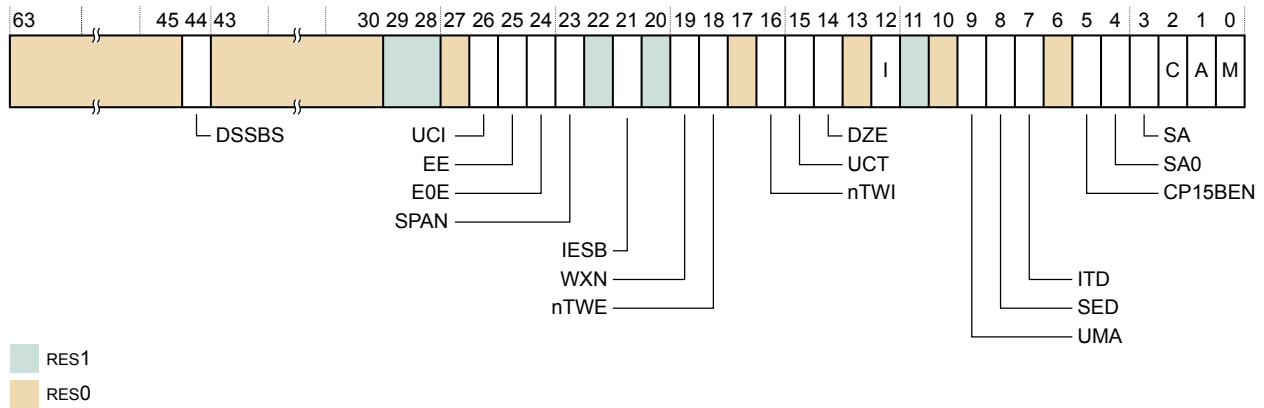 63 45 44 43 30 29 28 27 26 25 24 23 22 21 20 19 18 17 16 15 14 13 12 11 10 9 8 7 6 5 4 3 2 1 0
I C A M
DSSBS UCI DZE SA
EE UCT SA0
E0E nTWI CP15BEN
SPAN
IESB
WXN ITD
nTWE SED
UMA
RES1
RES0